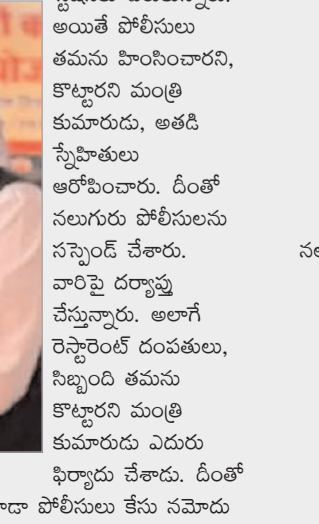 అయితే పోలీసులు
తమను హింసించారని,
కొట్టారని మంత్రి
కుమారుడు, అతడి
స్నేహితులు
ఆరోపించారు. దీంతో
నలుగురు పోలీసులను
సస్పెండ్ చేశారు.
వారిపై దర్యాప్తు
చేస్తున్నారు. అలాగే
రెస్టారెంట్ దంపతులు,
సిబ్బంది తమను
కొట్టారని మంత్రి
కుమారుడు ఎదురు
ఫిర్యాదు చేశాడు. దీంతో
పోలీసులు కేసు నమోదు